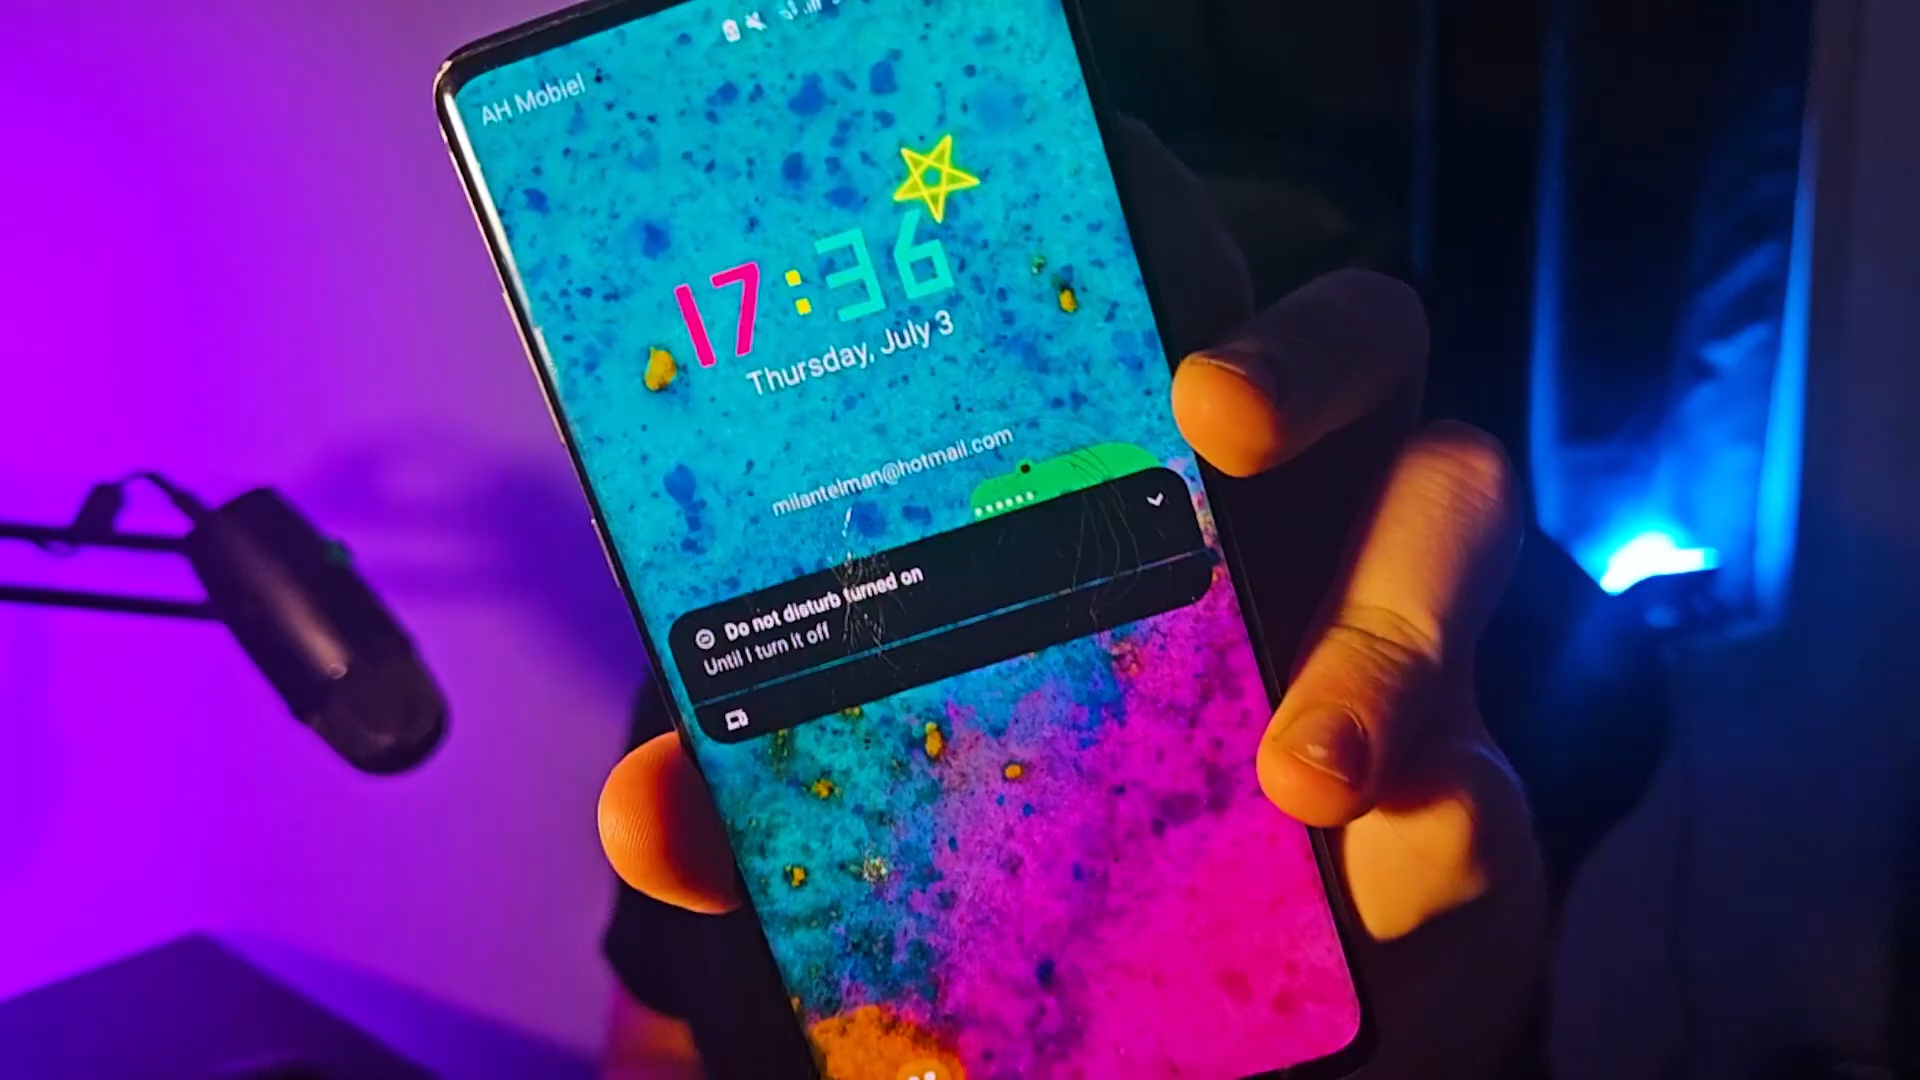 AH Mobiel
17:36
Thursday, July 3
milantelman@hotmail.com
Do not disturb turned on
Until I turn it off